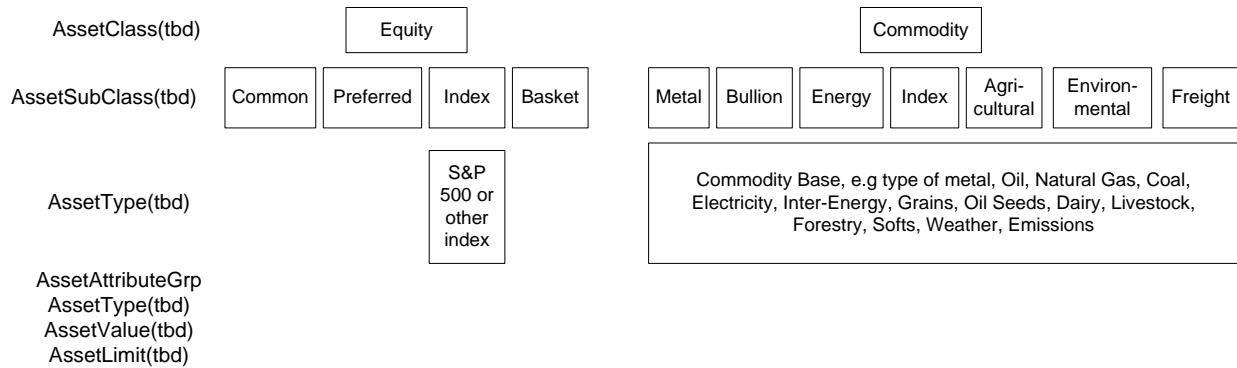 AssetClass(tbd)
Equity
Commodity
AssetSubClass(tbd)
Common
Preferred
Index
Basket
Metal
Bullion
Energy
Index
Agri-
cultural
Environ-
mental
Freight
AssetType(tbd)
S&P
500 or
other
index
Commodity Base, e.g type of metal, Oil, Natural Gas, Coal,
Electricity, Inter-Energy, Grains, Oil Seeds, Dairy, Livestock,
Forestry, Softs, Weather, Emissions
AssetAttributeGrp
AssetType(tbd)
AssetValue(tbd)
AssetLimit(tbd)